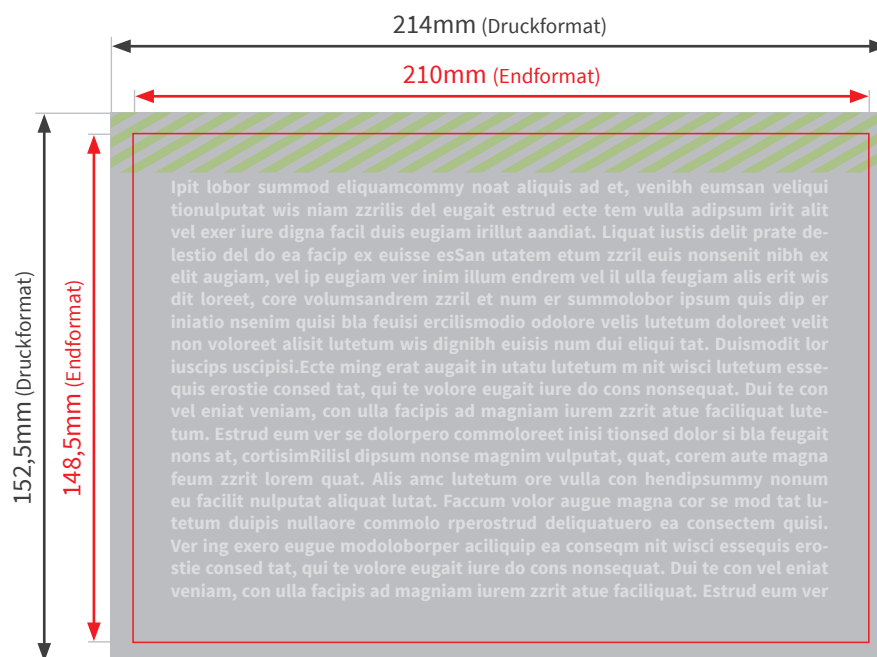 214mm (Druckformat)
210mm (Endformat)
152,5mm (Druckformat)
148,5mm (Endformat)
Ipit lobor summod eliquamcommy noat aliquis ad et, venibh eumsan veliqui
tionulputat wis niam zzrilis del eugait estrud ecte tem vulla adipsum irit alit
vel exer iure digna facil duis eugiam irillut aandiat. Liquat iustis delit prate de-
lestio del do ea facip ex euisse esSan utatem etum zzril euis nonsenit nibh ex
elit augiam, vel ip eugiam ver inim illum endrem vel il ulla feugiam alis erit wis
dit loreet, core volumsandrem zzril et num er summolobor ipsum quis dip er
iniatio nsenim quisi bla feuisi ercilismodo odolore velis lutetum doloreet velit
non voloreet alisit lutetum wis dignibh euisis num dui eliqui tat. Duismodit lor
iuscips uscipisi.Ecte ming erat augait in utatu lutetum m nit wisci lutetum esse-
quis erostie consed tat, qui te volore eugait iure do cons nonsequat. Dui te con
vel eniat veniam, con ulla facipis ad magniam iurem zzrit atue faciliquat lute-
tum. Estrud eum ver se dolorpero commoloreet inisi tionsed dolor si bla feugait
nons at, cortisimRilisl dipsum nonse magnim vulputat, quat, corem aute magna
feum zzrit lorem quat. Alis anc lutetum ore vulla con hendipsummy nonum
eu facilit nulputat aliquat lutat. Faccum volor augue magna cor se mod tat lu-
tetum duipis nullaore commolo rperostrud deliquatuero ea consectem quisi.
Ver ing exero eugue modoloborper aciliquip ea conseqm nit wisci essequis ero-
stie consed tat, qui te volore eugait iure do cons nonsequat. Dui te con vel eniat
veniam, con ulla facipis ad magniam iurem zzrit atue faciliquat. Estrud eum ver